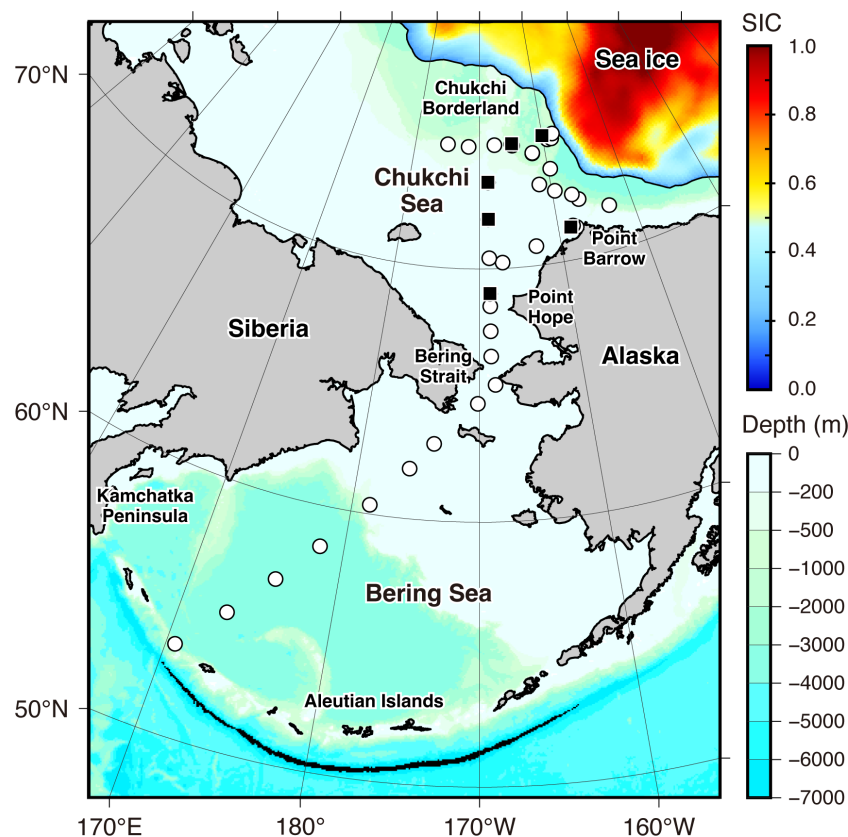 SIC
70°N
Sea ice
Chukchi
Borderland
Chukchi
Sea
Point
Barrow
Point
Hope
Siberia
Bering
Strait
Alaska
60°N
Kamchatka
Peninsula
Bering Sea
Aleutian Islands
50°N
170°E
180°
170°W
160°W
1.0
0.8
0.6
0.4
0.2
0.0
Depth (m)
0
−200
−500
−1000
−2000
−3000
−4000
−5000
−6000
−7000